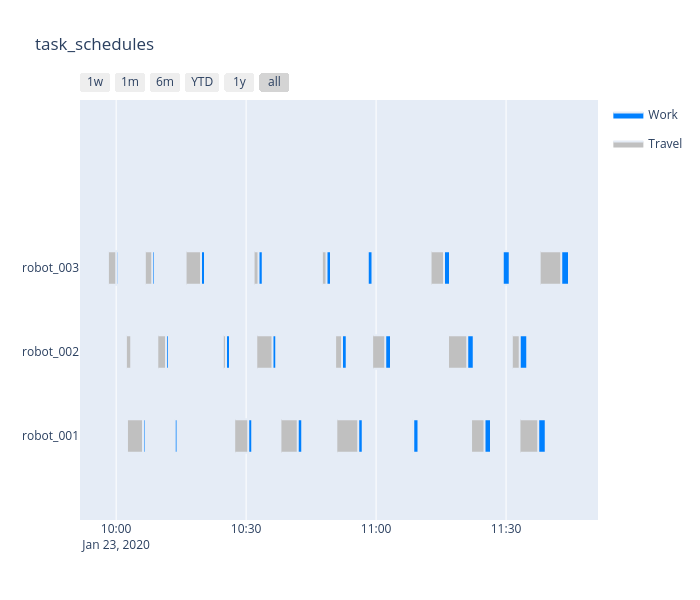 task_schedules
1w 1m 6m YTD 1y all
Work
Travel
robot_003
robot_002
robot_001
10:00 10:30 11:00 11:30
Jan 23, 2020